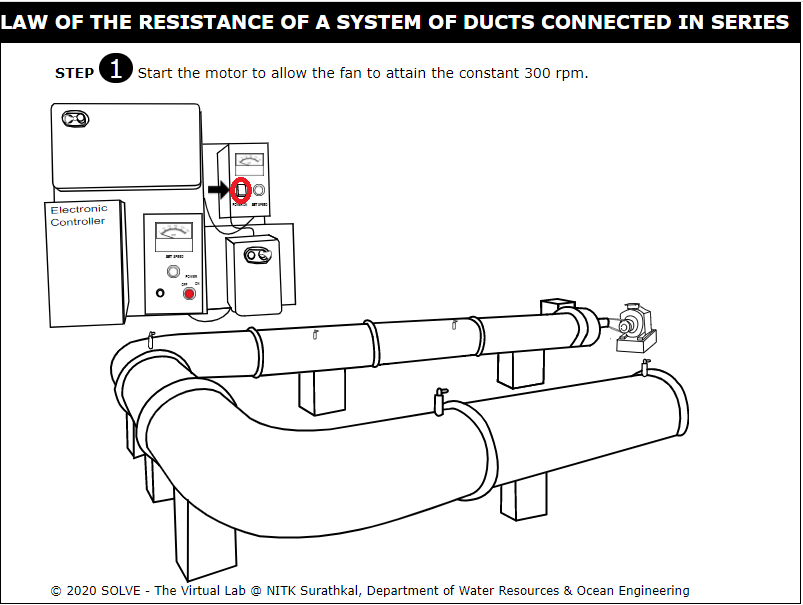 LAW OF THE RESISTANCE OF A SYSTEM OF DUCTS CONNECTED IN SERIES
STEP 1 Start the motor to allow the fan to attain the constant 300 rpm.
Electronic
Controller
POWER ON SET SPEED
SET SPEED
POWER
OFF ON
© 2020 SOLVE - The Virtual Lab @ NITK Surathkal, Department of Water Resources & Ocean Engineering